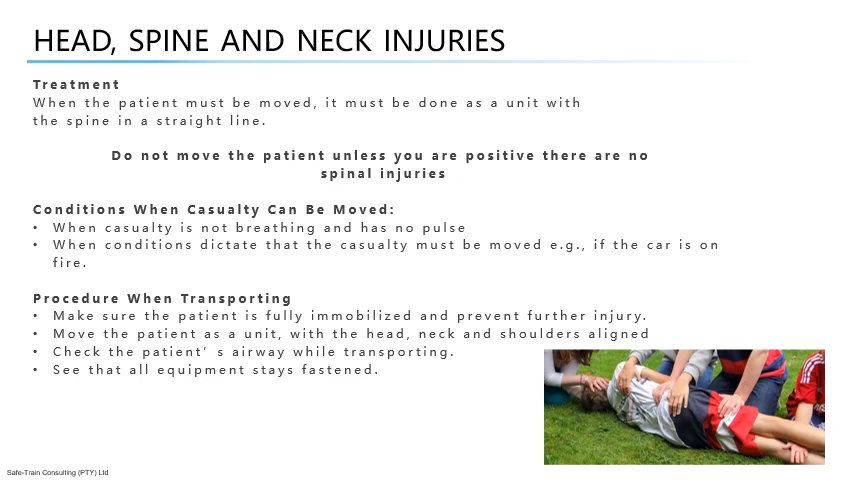 HEAD, SPINE AND NECK INJURIES
Treatment
When the patient must be moved, it must be done as a unit with
the spine in a straight line.
Do not move the patient unless you are positive there are no
spinal injuries
Conditions When Casualty Can Be Moved:
• When casualty is not breathing and has no pulse
• When conditions dictate that the casualty must be moved e.g., if the car is on
fire.
Procedure When Transporting
• Make sure the patient is fully immobilized and prevent further injury.
• Move the patient as a unit, with the head, neck and shoulders aligned
• Check the patient’ s airway while transporting.
• See that all equipment stays fastened.
Safe-Train Consulting (PTY) Ltd